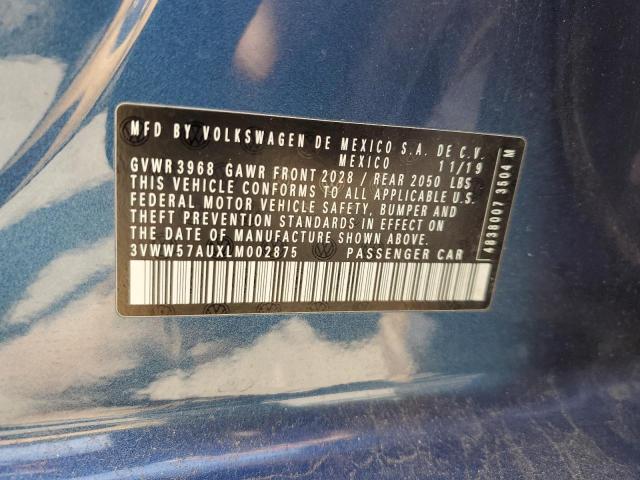 MFD BY VOLKSWAGEN DE MEXICO S.A. DE C.V.
MEXICO 11/19
GVWR 3968 GAWR FRONT 2028 / REAR 2050 LBS
THIS VEHICLE CONFORMS TO ALL APPLICABLE U.S.
FEDERAL MOTOR VEHICLE SAFETY, BUMPER AND
THEFT PREVENTION STANDARDS IN EFFECT ON
THE DATE OF MANUFACTURE SHOWN ABOVE.
3VWW57AUXLM002875 PASSENGER CAR
A838007 3604 M